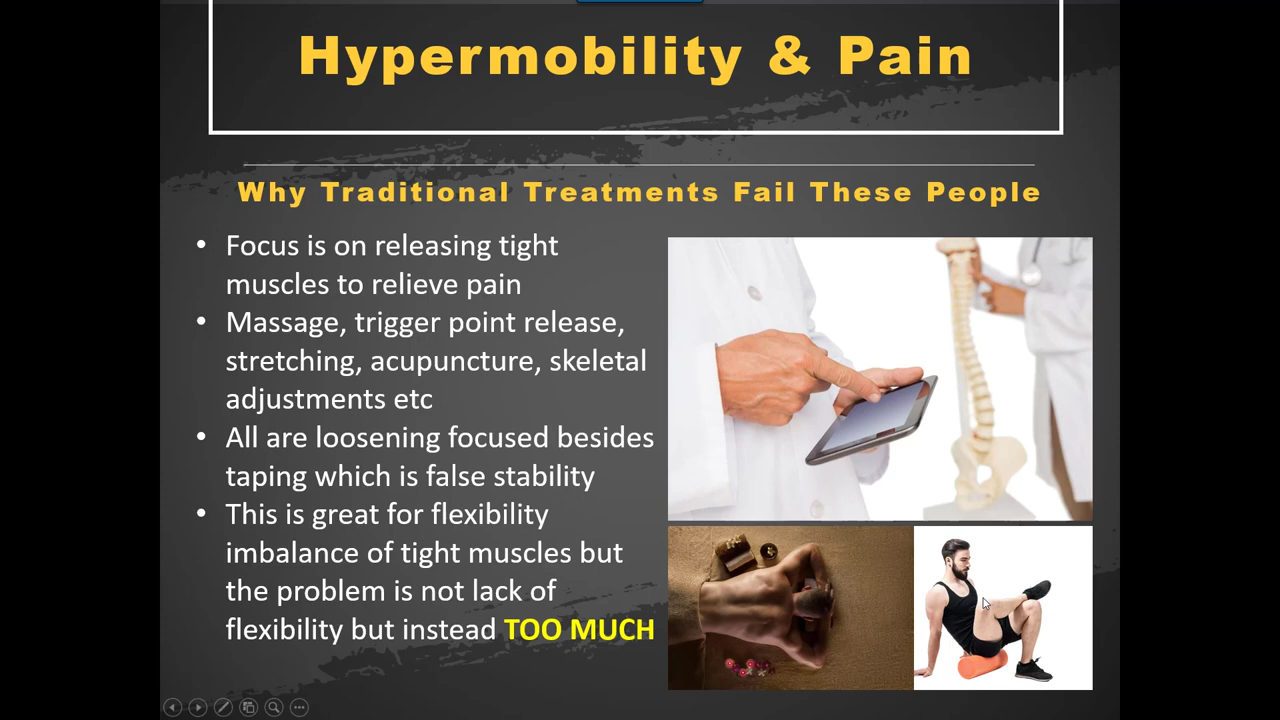 Hypermobility & Pain
Why Traditional Treatments Fail These People
• Focus is on releasing tight
muscles to relieve pain
• Massage, trigger point release,
stretching, acupuncture, skeletal
adjustments etc
• All are loosening focused besides
taping which is false stability
• This is great for flexibility
imbalance of tight muscles but
the problem is not lack of
flexibility but instead TOO MUCH